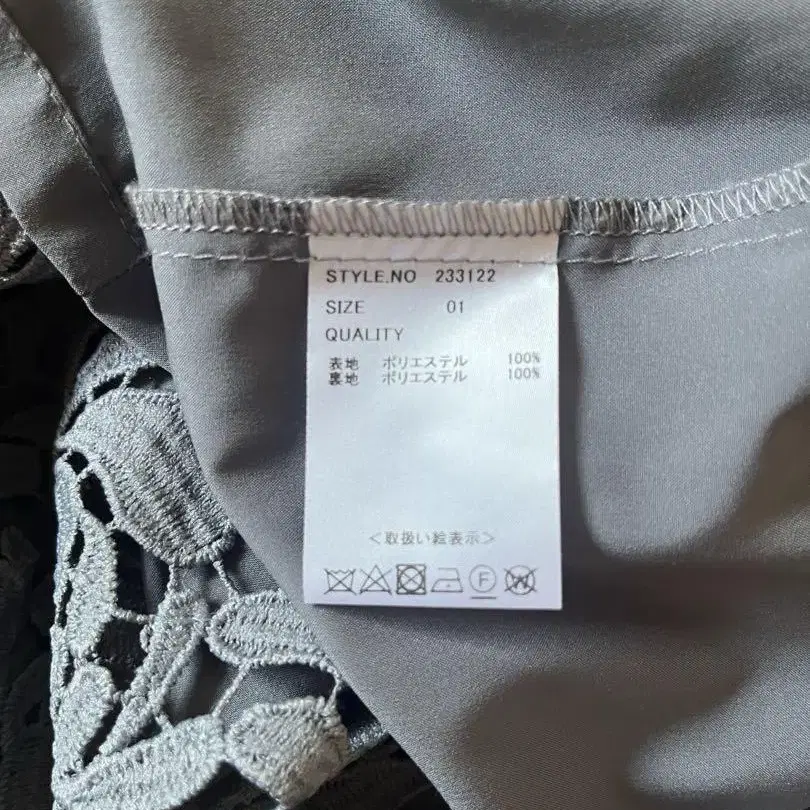 STYLE.NO 233122
SIZE 01
QUALITY
表地 ポリエステル 100%
裏地 ポリエステル 100%
<取扱い絵表示>
F W